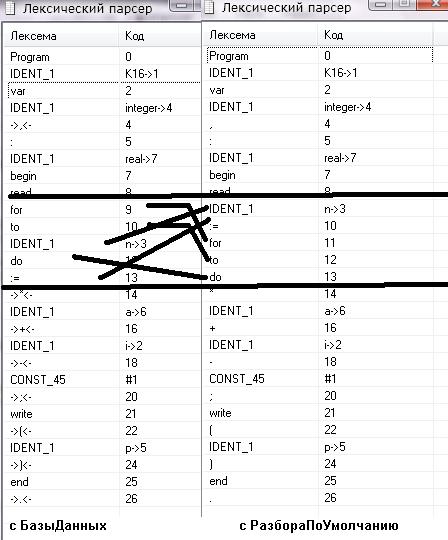 Лексический парсер
Лексема Код
Program 0
IDENT_1 K16->1
var 2
IDENT_1 integer->4
->,<- 4
: 5
IDENT_1 real->7
begin 7
read 8
for 9
to 10
IDENT_1 n->3
do
:= 13
->*<- 14
IDENT_1 a->6
->+<- 16
IDENT_1 i->2
->-<- 18
CONST_45 #1
->;<- 20
write 21
->(<- 22
IDENT_1 p->5
->)<- 24
end 25
->.<- 26
с БазыДанных
Лексический парсер
Лексема Код
Program 0
IDENT_1 K16->1
var 2
IDENT_1 integer->4
, 4
: 5
IDENT_1 real->7
begin 7
read 8
IDENT_1 n->3
:= 10
for 11
to 12
do 13
* 14
IDENT_1 a->6
+ 16
IDENT_1 i->2
- 18
CONST_45 #1
; 20
write 21
( 22
IDENT_1 p->5
) 24
end 25
. 26
с РазбораПоУмолчанию